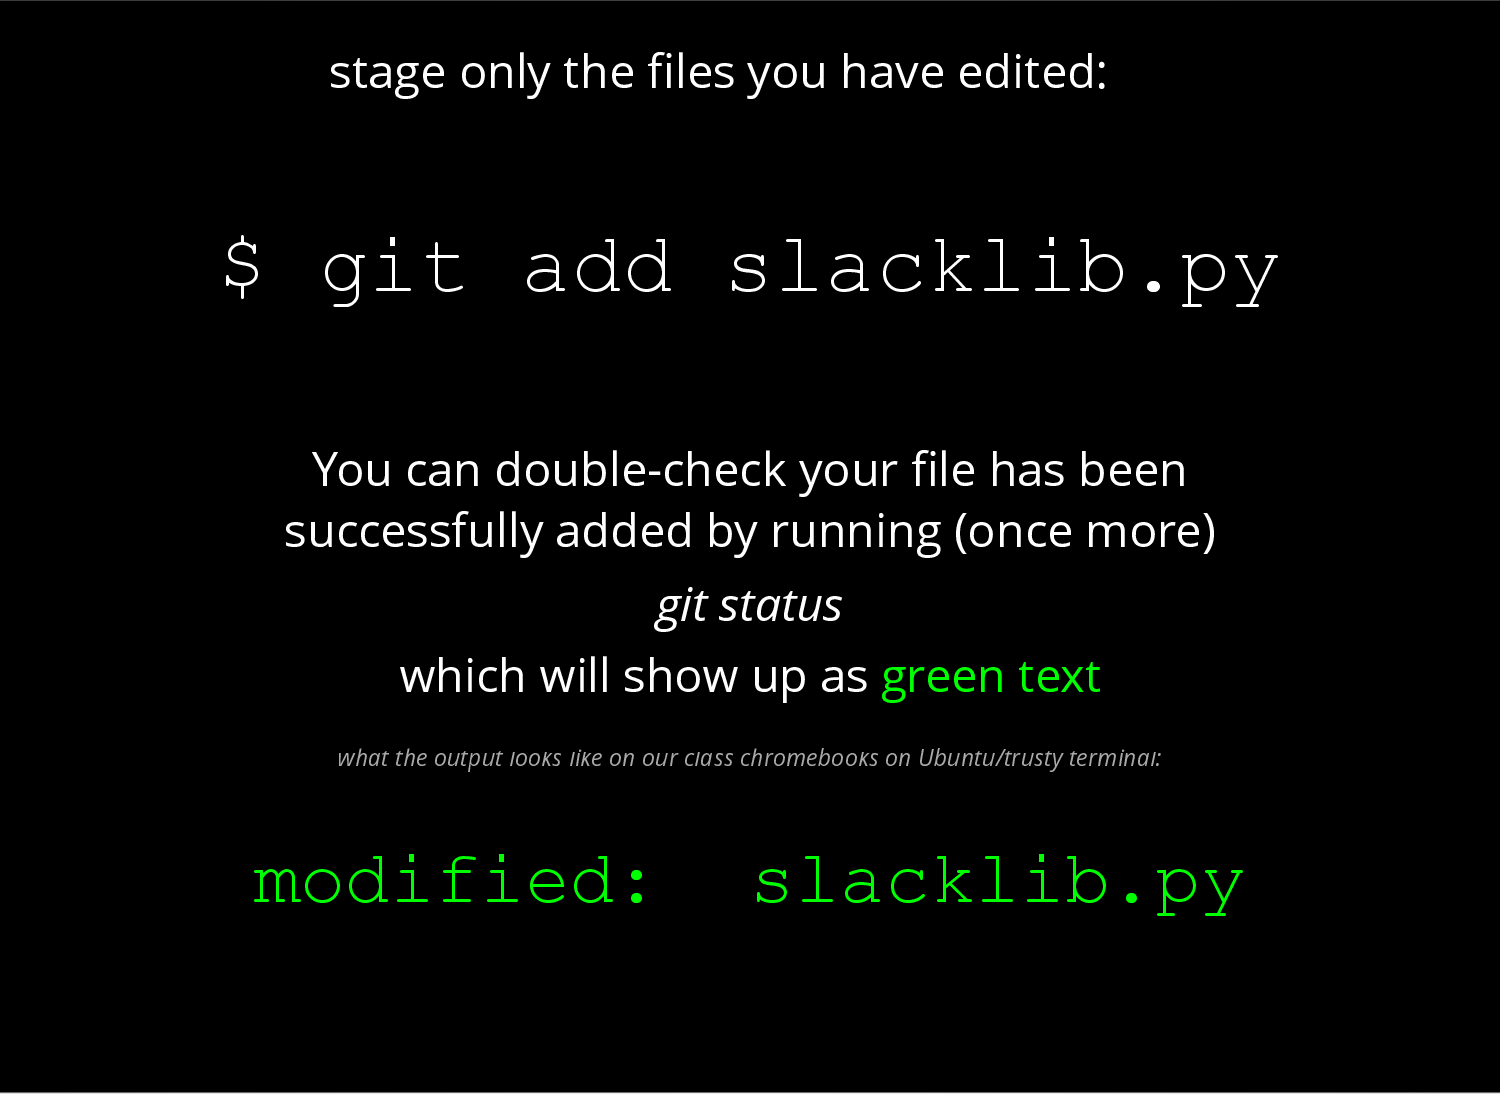 stage only the files you have edited:
$ git add slacklib.py
You can double-check your file has been
successfully added by running (once more)
git status
which will show up as green text
what the output looks like on our class chromebooks on Ubuntu/trusty terminal:
modified:  slacklib.py